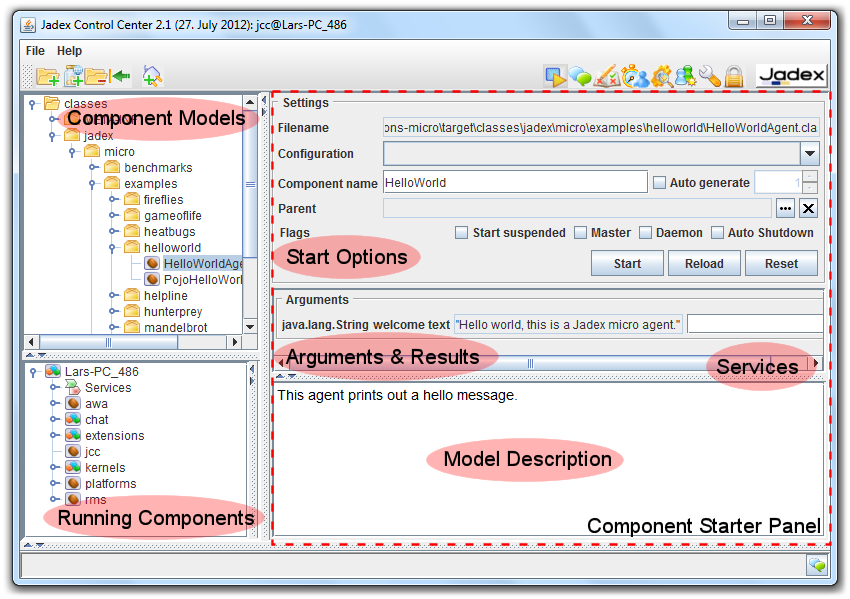 Jadex Control Center 2.1 (27. July 2012): jcc@Lars-PC_486
File Help
Jadex
classes
Component Models
jadex
micro
benchmarks
examples
fireflies
gameoflife
heatbugs
helloworld
HelloWorldAge
PojoHelloWorl
helpline
hunterprey
mandelbrot
Lars-PC_486
Services
awa
chat
extensions
jcc
kernels
platforms
rms
Running Components
Settings
Filename ons-micro\target\classes\jadex\micro\examples\helloworld\HelloWorldAgent.cla
Configuration
Component name HelloWorld Auto generate 1
Parent ...
Flags Start suspended Master Daemon Auto Shutdown
Start Options
Start Reload Reset
Arguments
java.lang.String welcome text "Hello world, this is a Jadex micro agent."
Arguments & Results
Services
This agent prints out a hello message.
Model Description
Component Starter Panel